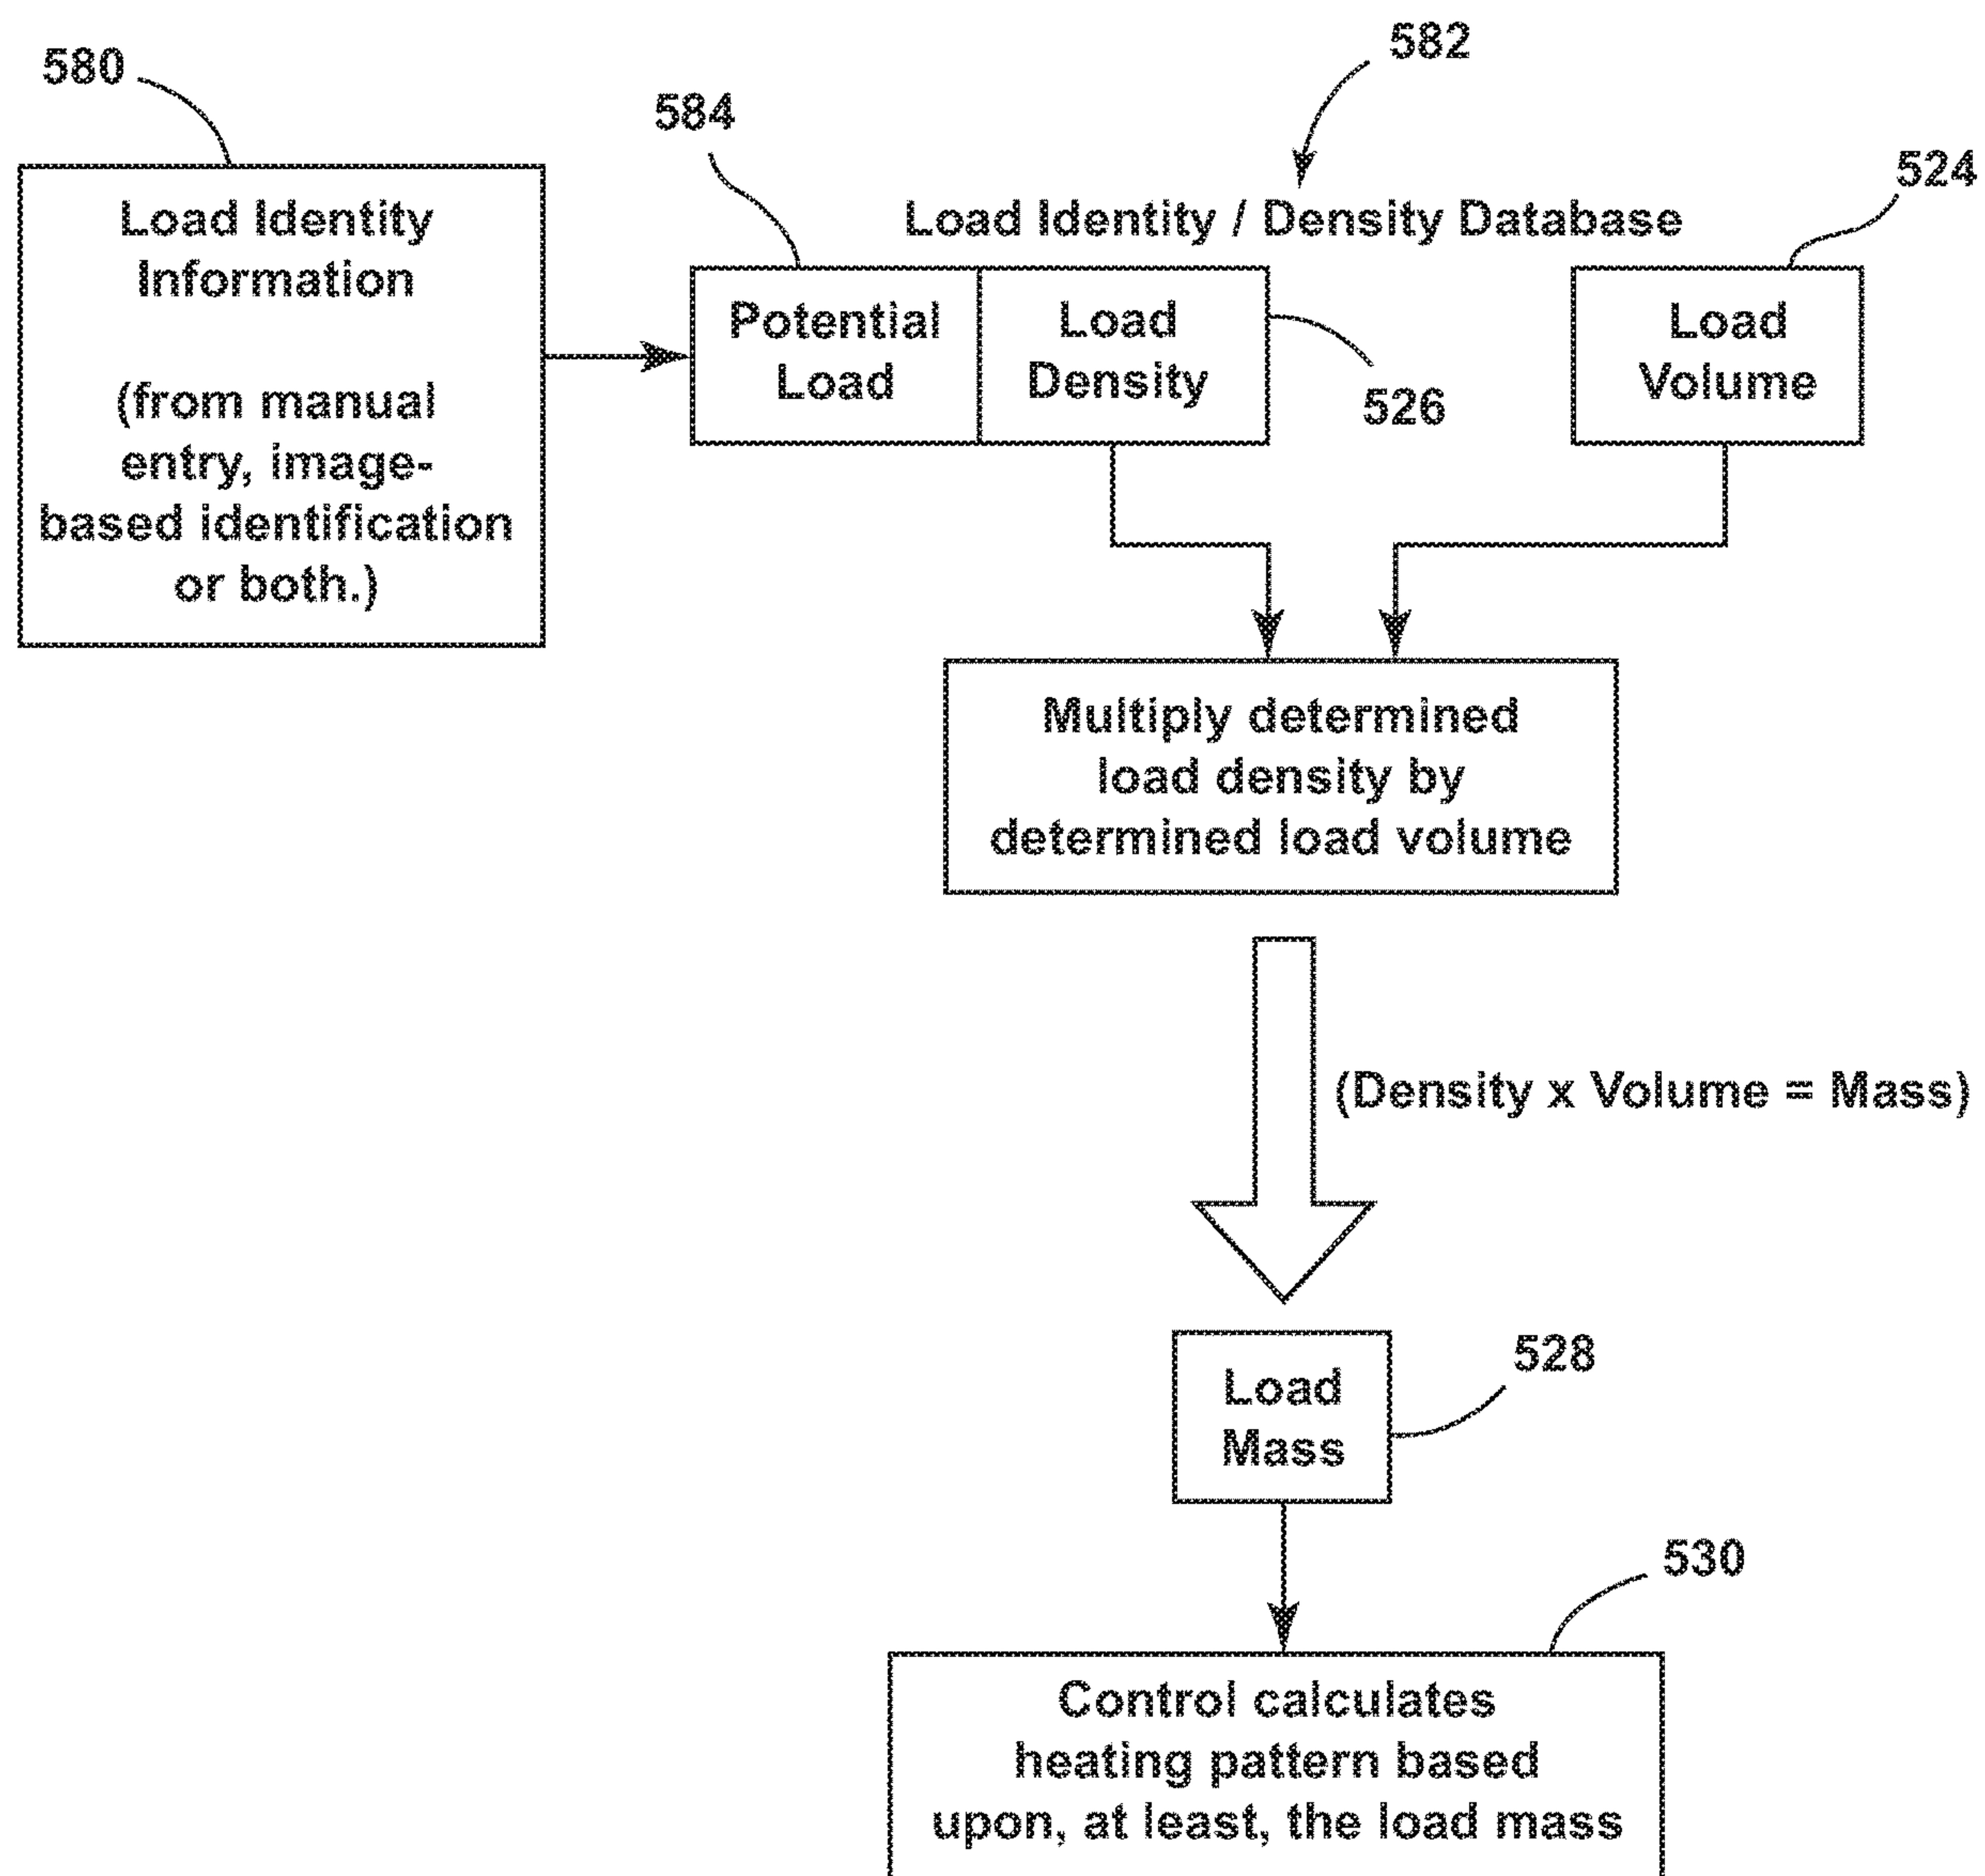 582
580
584
524
Load Identity
Information
(from manual
entry, image-
based identification
or both.)
Load Identity / Density Database
Potential
Load
Load
Density
526
Load
Volume
Multiply determined
load density by
determined load volume
(Density x Volume = Mass)
528
Load
Mass
530
Control calculates
heating pattern based
upon, at least, the load mass